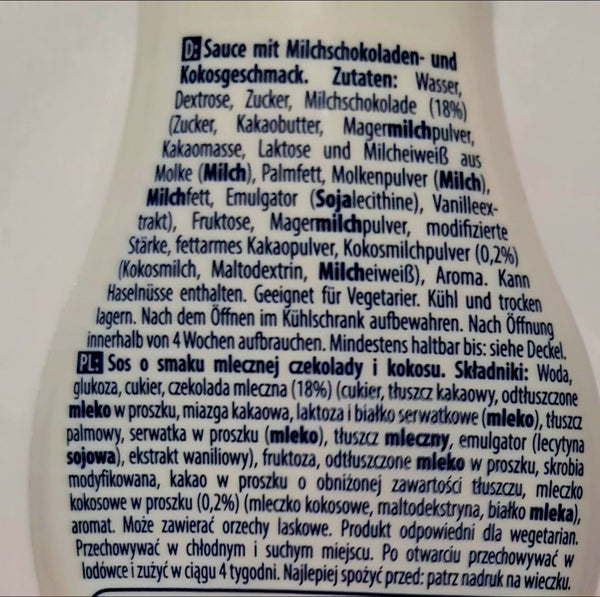 D: Sauce mit Milchschokoladen- und
Kokosgeschmack. Zutaten: Wasser,
Dextrose, Zucker, Milchschokolade (18%)
(Zucker, Kakaobutter, Magermilchpulver,
Kakaomasse, Laktose und Milcheiweiß aus
Molke (Milch), Palmfett, Molkenpulver (Milch),
Milchfett, Emulgator (Sojalecithine), Vanilleex-
trakt), Fruktose, Magermilchpulver, modifizierte
Stärke, fettarmes Kakaopulver, Kokosmilchpulver (0,2%)
(Kokosmilch, Maltodextrin, Milcheiweiß), Aroma. Kann
Haselnüsse enthalten. Geeignet für Vegetarier. Kühl und trocken
lagern. Nach dem Öffnen im Kühlschrank aufbewahren. Nach Öffnung
innerhalb von 4 Wochen aufbrauchen. Mindestens haltbar bis: siehe Deckel.
PL: Sos o smaku mlecznej czekolady i kokosu. Składniki: Woda,
glukoza, cukier, czekolada mleczna (18%) (cukier, tłuszcz kakaowy, odtłuszczone
mleko w proszku, miazga kakaowa, laktoza i białko serwatkowe (mleko), tłuszcz
palmowy, serwatka w proszku (mleko), tłuszcz mleczny, emulgator (lecytyna
sojowa), ekstrakt waniliowy), fruktoza, odtłuszczone mleko w proszku, skrobia
modyfikowana, kakao w proszku o obniżonej zawartości tłuszczu, mleczko
kokosowe w proszku (0,2%) (mleczko kokosowe, maltodekstryna, białko mleka),
aromat. Może zawierać orzechy laskowe. Produkt odpowiedni dla wegetarian.
Przechowywać w chłodnym i suchym miejscu. Po otwarciu przechowywać w
lodówce i zużyć w ciągu 4 tygodni. Najlepiej spożyć przed: patrz nadruk na wieczku.